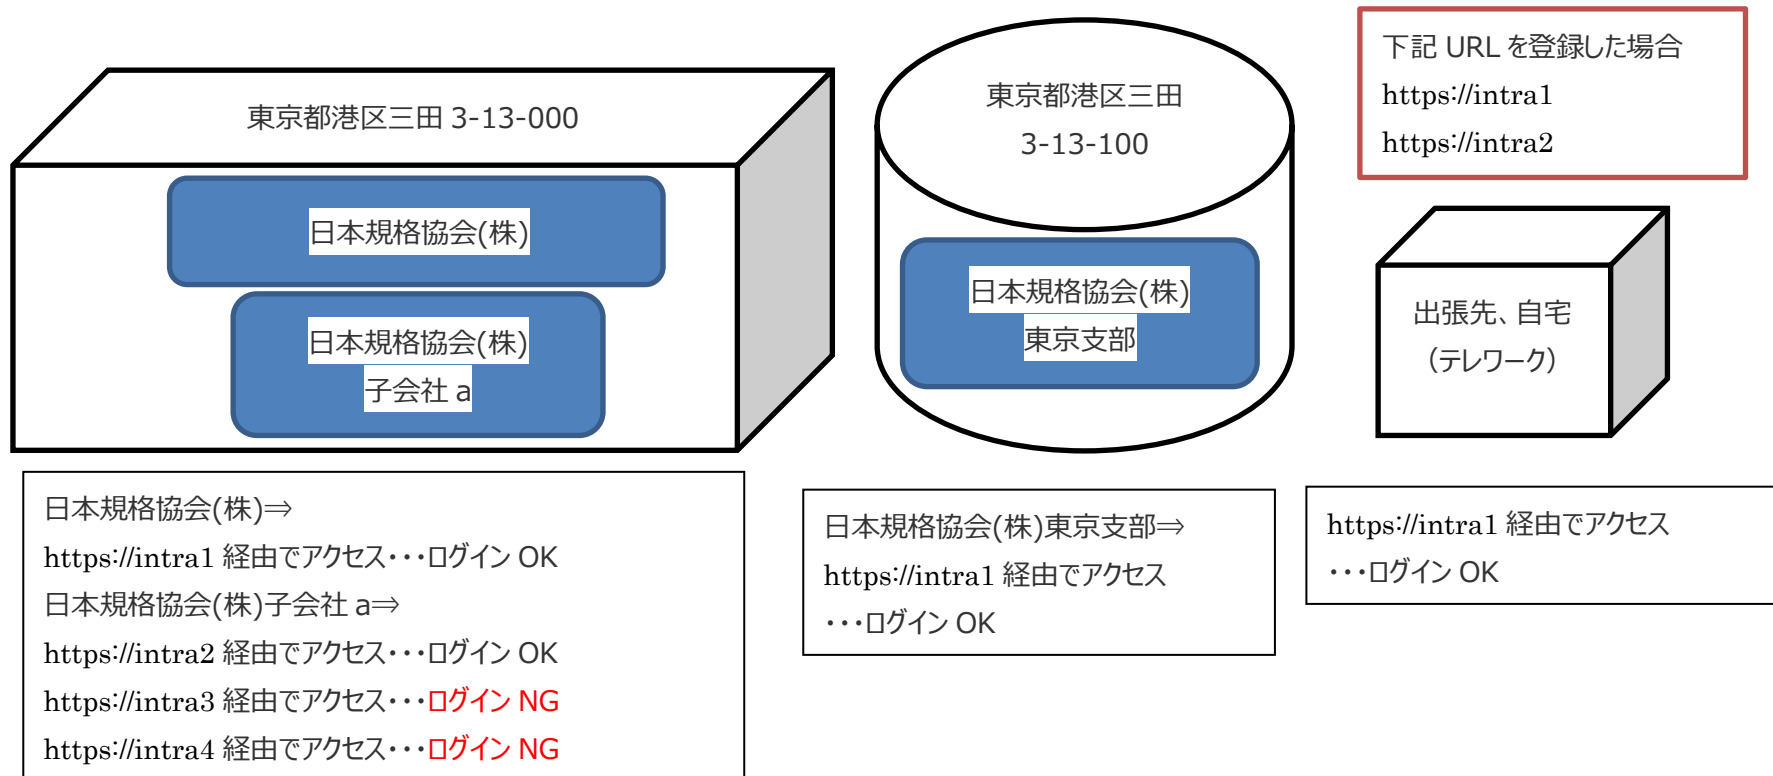 東京都港区三田 3-13-000
日本規格協会(株)
日本規格協会(株)
子会社 a
東京都港区三田
3-13-100
日本規格協会(株)
東京支部
下記 URL を登録した場合
https://intra1
https://intra2
出張先、自宅
（テレワーク）
日本規格協会(株)⇒
https://intra1 経由でアクセス・・・ログイン OK
日本規格協会(株)子会社 a⇒
https://intra2 経由でアクセス・・・ログイン OK
https://intra3 経由でアクセス・・・ログイン NG
https://intra4 経由でアクセス・・・ログイン NG
日本規格協会(株)東京支部⇒
https://intra1 経由でアクセス
・・・ログイン OK
https://intra1 経由でアクセス
・・・ログイン OK